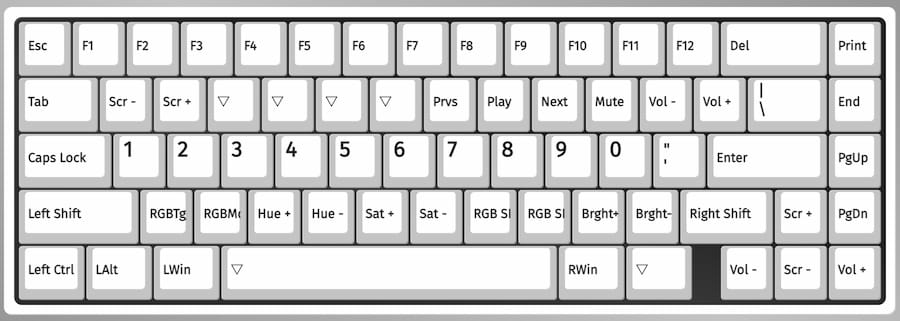 Esc F1 F2 F3 F4 F5 F6 F7 F8 F9 F10 F11 F12 Del Print
Tab Scr - Scr + ▽ ▽ ▽ ▽ Prvs Play Next Mute Vol - Vol + | \ End
Caps Lock 1 2 3 4 5 6 7 8 9 0 " ' Enter PgUp
Left Shift RGBTg Hue + Hue - Sat + Sat - RGB RGB Brght+ Brght- Right Shift Scr + PgDn
Left Ctrl LAlt LWin ▽ RWin ▽ Vol - Scr - Vol +